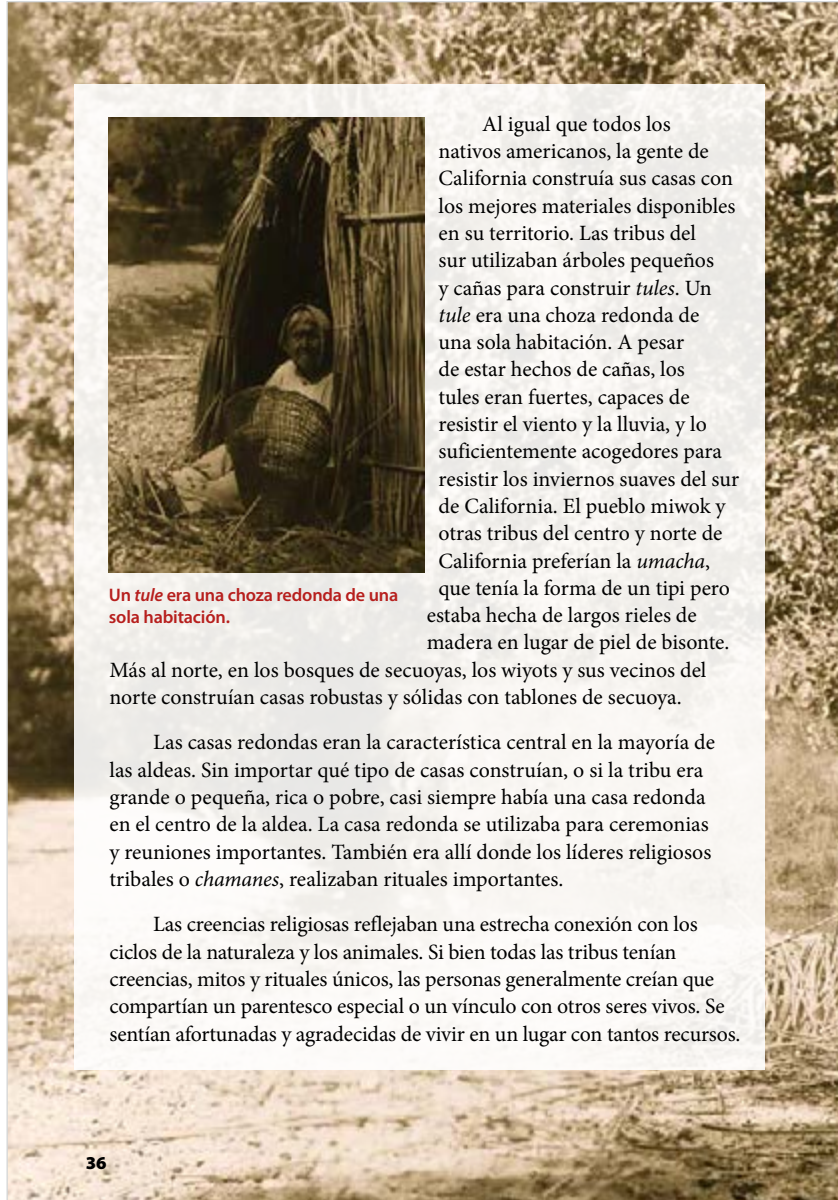 Al igual que todos los
nativos americanos, la gente de
California construía sus casas con
los mejores materiales disponibles
en su territorio. Las tribus del
sur utilizaban árboles pequeños
y cañas para construir tules. Un
tule era una choza redonda de
una sola habitación. A pesar
de estar hechos de cañas, los
tules eran fuertes, capaces de
resistir el viento y la lluvia, y lo
suficientemente acogedores para
resistir los inviernos suaves del sur
de California. El pueblo miwok y
otras tribus del centro y norte de
California preferían la umacha,
que tenía la forma de un tipi pero
estaba hecha de largos rieles de
madera en lugar de piel de bisonte.
Más al norte, en los bosques de secuoyas, los wiyots y sus vecinos del
norte construían casas robustas y sólidas con tablones de secuoya.
Un tule era una choza redonda de una
sola habitación.
Las casas redondas eran la característica central en la mayoría de
las aldeas. Sin importar qué tipo de casas construían, o si la tribu era
grande o pequeña, rica o pobre, casi siempre había una casa redonda
en el centro de la aldea. La casa redonda se utilizaba para ceremonias
y reuniones importantes. También era allí donde los líderes religiosos
tribales o chamanes, realizaban rituales importantes.
Las creencias religiosas reflejaban una estrecha conexión con los
ciclos de la naturaleza y los animales. Si bien todas las tribus tenían
creencias, mitos y rituales únicos, las personas generalmente creían que
compartían un parentesco especial o un vínculo con otros seres vivos. Se
sentían afortunadas y agradecidas de vivir en un lugar con tantos recursos.
36